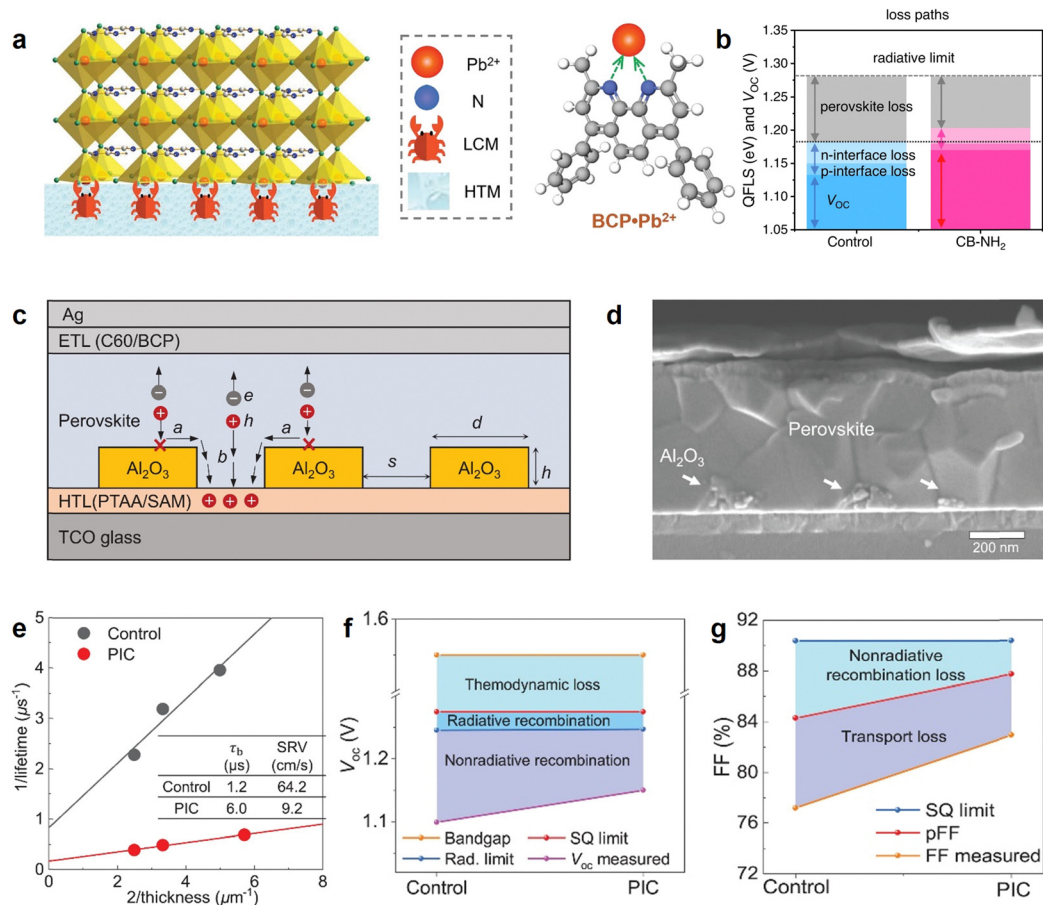 a
Pb²⁺
N
LCM
HTM
BCP•Pb²⁺
b
loss paths
1.35
1.30
1.25
1.20
1.15
1.10
1.05
QFLS (eV) and VOC (V)
radiative limit
perovskite loss
n-interface loss
p-interface loss
VOC
Control
CB-NH₂
c
Ag
ETL (C60/BCP)
e
h
Perovskite
a
a
b
d
s
h
Al₂O₃
Al₂O₃
Al₂O₃
HTL(PTAA/SAM)
TCO glass
d
Perovskite
Al₂O₃
200 nm
e
5
4
3
2
1
0
1/lifetime (µs⁻¹)
Control
PIC
τb SRV
(µs) (cm/s)
Control 1.2 64.2
PIC 6.0 9.2
0 2 4 6 8
2/thickness (µm⁻¹)
f
1.6
1.2
1.1
Voc (V)
Themodynamic loss
Radiative recombination
Nonradiative recombination
Bandgap SQ limit
Rad. limit Voc measured
Control PIC
g
92
88
84
80
76
72
FF (%)
Nonradiative
recombination loss
Transport loss
SQ limit
pFF
FF measured
Control PIC